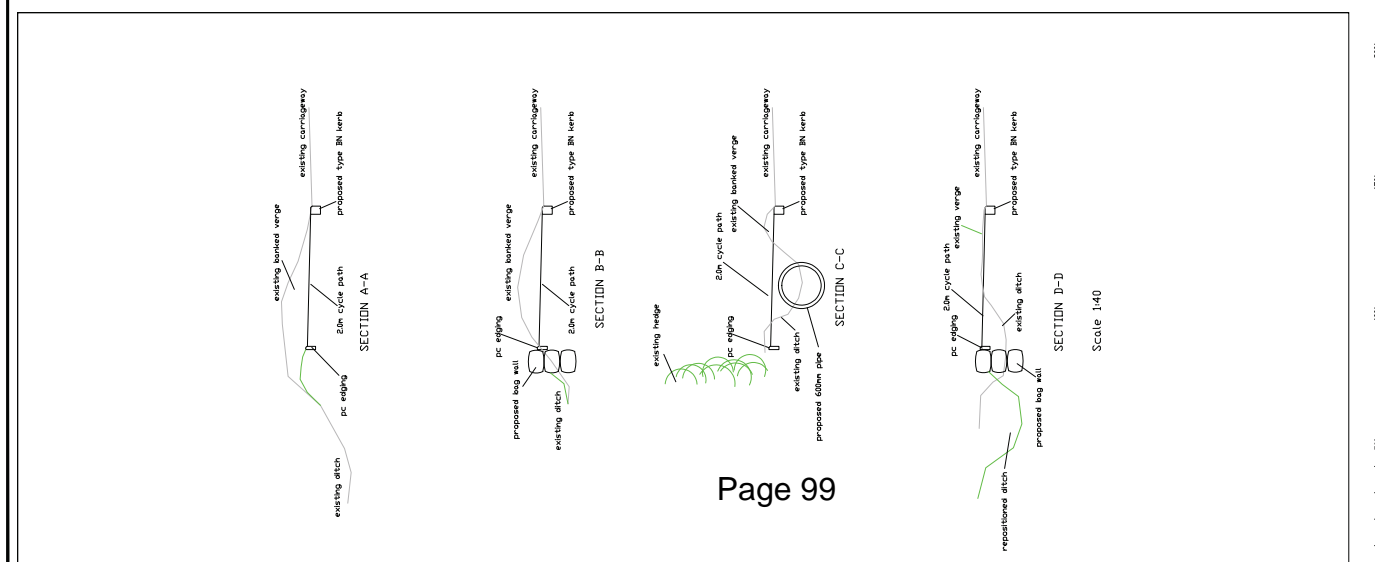 existing carriageway
proposed type BN kerb
existing banked verge
2.0m cycle path
pc edging
existing ditch
SECTION A-A
existing carriageway
proposed type BN kerb
existing banked verge
2.0m cycle path
pc edging
proposed bag wall
existing ditch
SECTION B-B
existing carriageway
proposed type BN kerb
existing banked verge
2.0m cycle path
existing hedge
pc edging
existing ditch
proposed 600mm pipe
SECTION C-C
existing carriageway
proposed type BN kerb
existing verge
2.0m cycle path
existing ditch
pc edging
proposed bag wall
repositioned ditch
SECTION D-D
Scale 1:40
Page 99